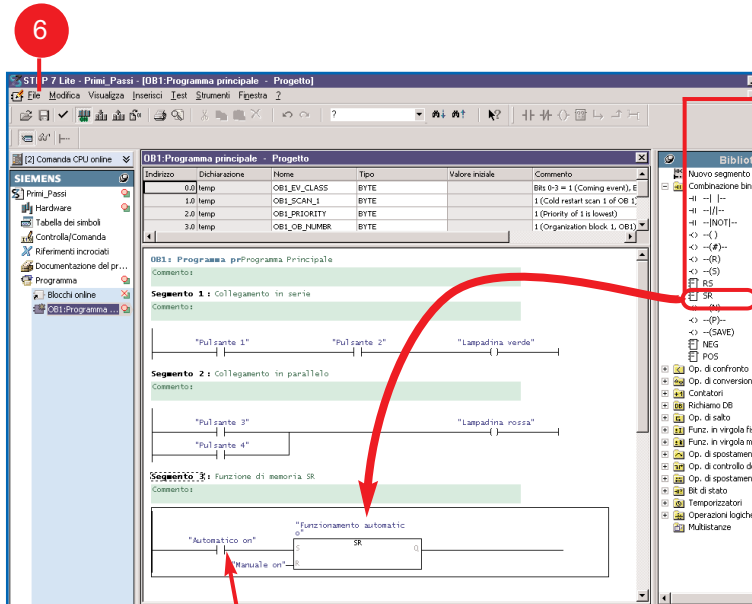 6
STEP 7 Lite - Primi_Passi - [OB1:Programma principale - Progetto]
File Modifica Visualizza Inserisci Test Strumenti Finestra ?
?
[2] Comanda CPU online
SIEMENS
Primi_Passi
Hardware
Tabella dei simboli
Controlla/Comanda
Riferimenti incrociati
Documentazione del pr...
Programma
Blocchi online
OB1:Programma ...
OB1:Programma principale - Progetto
Indirizzo Dichiarazione Nome Tipo Valore iniziale Commento
0.0 temp OB1_EV_CLASS BYTE Bits 0-3 = 1 (Coming event), E
1.0 temp OB1_SCAN_1 BYTE 1 (Cold restart scan 1 of OB 1)
2.0 temp OB1_PRIORITY BYTE 1 (Priority of 1 is lowest)
3.0 temp OB1_OB_NUMBR BYTE 1 (Organization block 1, OB1)
OB1: Programma prProgramma Principale
Commento:
Segmento 1 : Collegamento in serie
Commento:
"Pulsante 1" "Pulsante 2" "Lampadina verde"
Segmento 2 : Collegamento in parallelo
Commento:
"Pulsante 3" "Lampadina rossa"
"Pulsante 4"
Segmento 3 : Funzione di memoria SR
Commento:
"Funzionamento automatic
o"
"Automatico on" SR
S Q
"Manuale on" R
Bibliot
Nuovo segmento
Combinazione bin
--| |--
--|/|--
--|NOT|--
--( )
--(#)--
--(R)
--(S)
RS
SR
--(N)--
--(P)--
--(SAVE)
NEG
POS
Op. di confronto
Op. di conversion
Contatori
Richiamo DB
Op. di salto
Funz. in virgola fis
Funz. in virgola m
Op. di spostamen
Op. di controllo de
Op. di spostamen
Bit di stato
Temporizzatori
Operazioni logiche
Multistanze